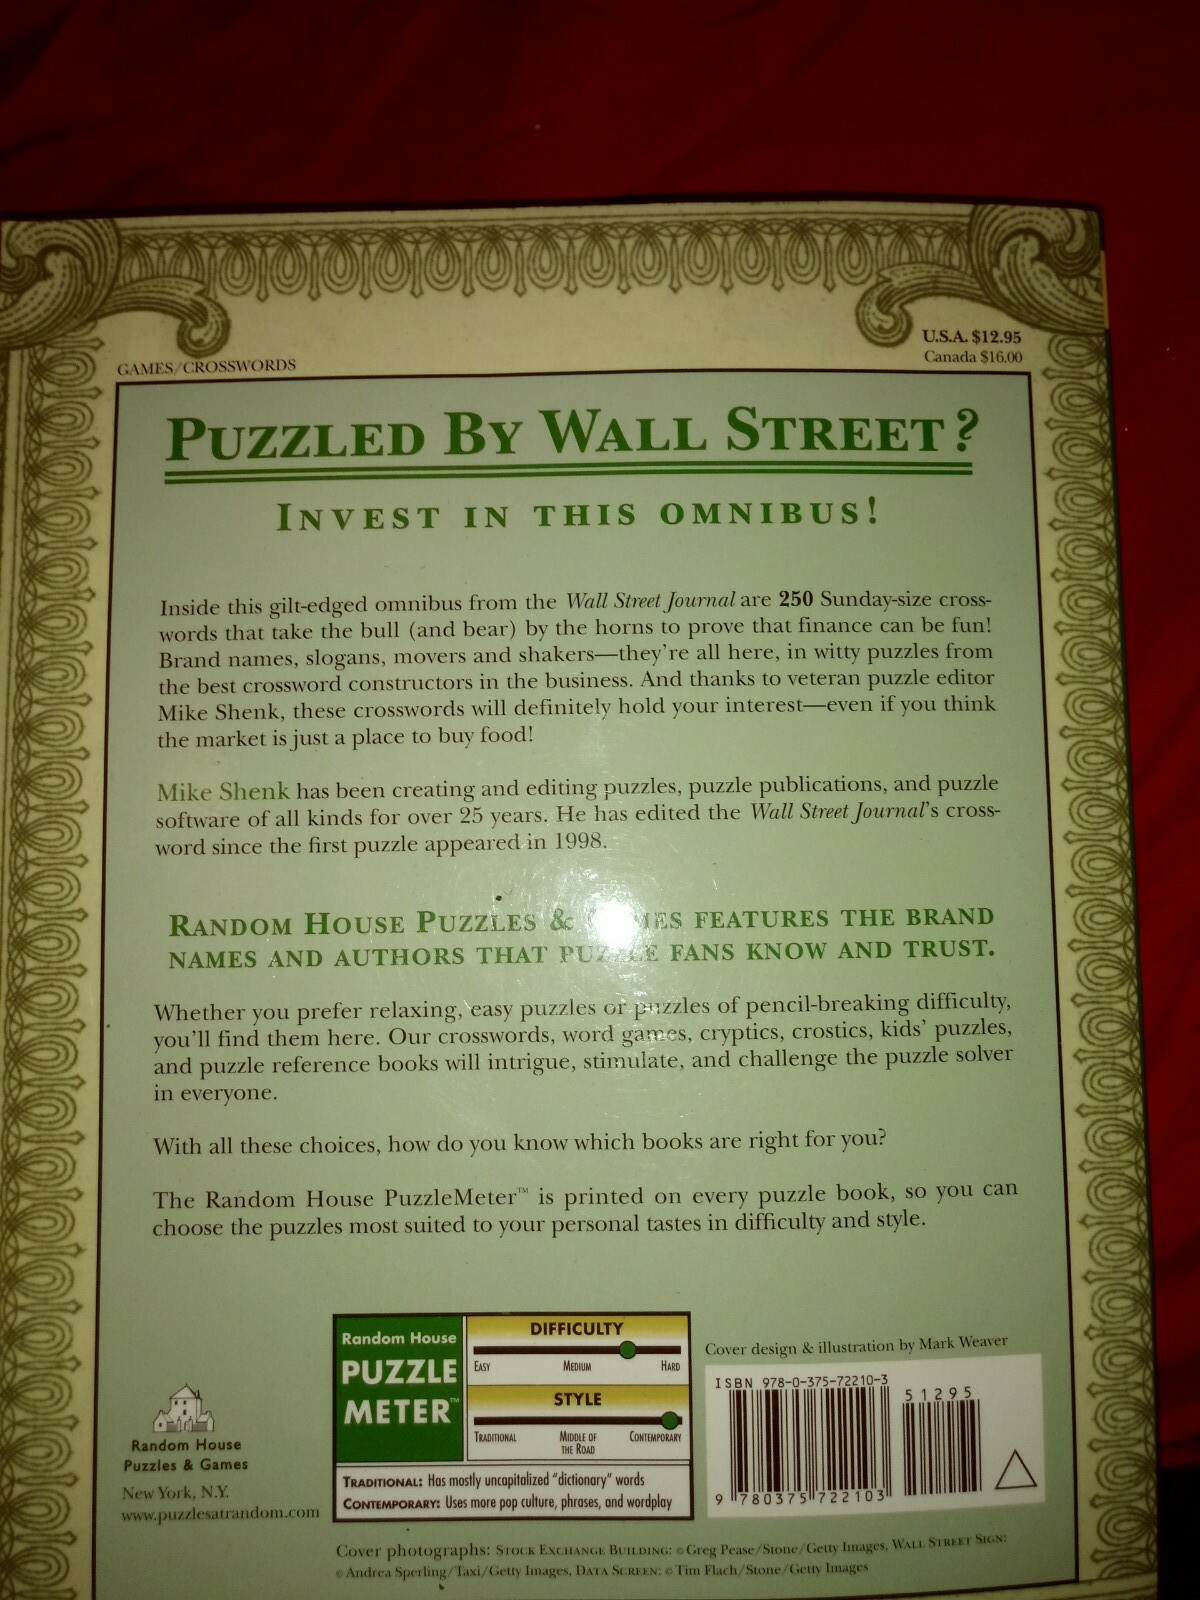 U.S.A. $12.95
Canada $16.00
GAMES/CROSSWORDS
PUZZLED BY WALL STREET?
INVEST IN THIS OMNIBUS!
Inside this gilt-edged omnibus from the Wall Street Journal are 250 Sunday-size cross-
words that take the bull (and bear) by the horns to prove that finance can be fun!
Brand names, slogans, movers and shakers—they're all here, in witty puzzles from
the best crossword constructors in the business. And thanks to veteran puzzle editor
Mike Shenk, these crosswords will definitely hold your interest—even if you think
the market is just a place to buy food!
Mike Shenk has been creating and editing puzzles, puzzle publications, and puzzle
software of all kinds for over 25 years. He has edited the Wall Street Journal's cross-
word since the first puzzle appeared in 1998.
RANDOM HOUSE PUZZLES & GAMES FEATURES THE BRAND
NAMES AND AUTHORS THAT PUZZLE FANS KNOW AND TRUST.
Whether you prefer relaxing, easy puzzles or puzzles of pencil-breaking difficulty,
you'll find them here. Our crosswords, word games, cryptics, crostics, kids' puzzles,
and puzzle reference books will intrigue, stimulate, and challenge the puzzle solver
in everyone.
With all these choices, how do you know which books are right for you?
The Random House PuzzleMeter™ is printed on every puzzle book, so you can
choose the puzzles most suited to your personal tastes in difficulty and style.
Random House
PUZZLE
METER™
DIFFICULTY
EASY MEDIUM HARD
STYLE
TRADITIONAL MIDDLE OF THE ROAD CONTEMPORARY
TRADITIONAL: Has mostly uncapitalized "dictionary" words
CONTEMPORARY: Uses more pop culture, phrases, and wordplay
Cover design & illustration by Mark Weaver
ISBN 978-0-375-72210-3
51295
9 780375 722103
Random House
Puzzles & Games
New York, N.Y.
www.puzzlesatrandom.com
Cover photographs: STOCK EXCHANGE BUILDING: © Greg Pease/Stone/Getty Images, WALL STREET SIGN:
© Andrea Sperling/Taxi/Getty Images, DATA SCREEN: © Tim Flach/Stone/Getty Images